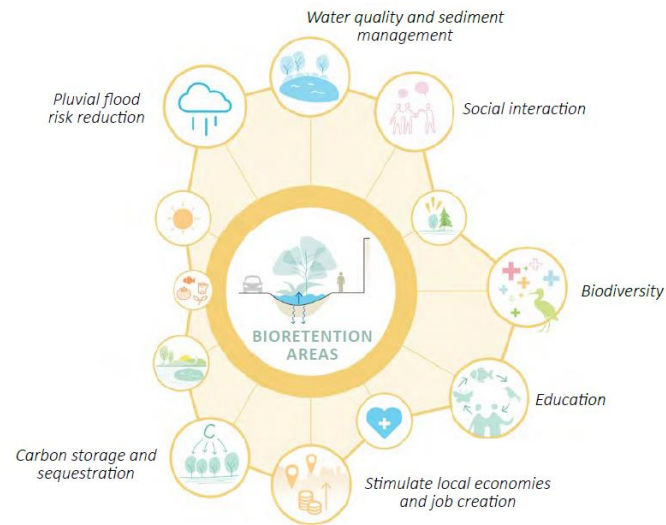 Water quality and sediment
management
Pluvial flood
risk reduction
Social interaction
Biodiversity
BIORETENTION
AREAS
Education
C
Carbon storage and
sequestration
Stimulate local economies
and job creation